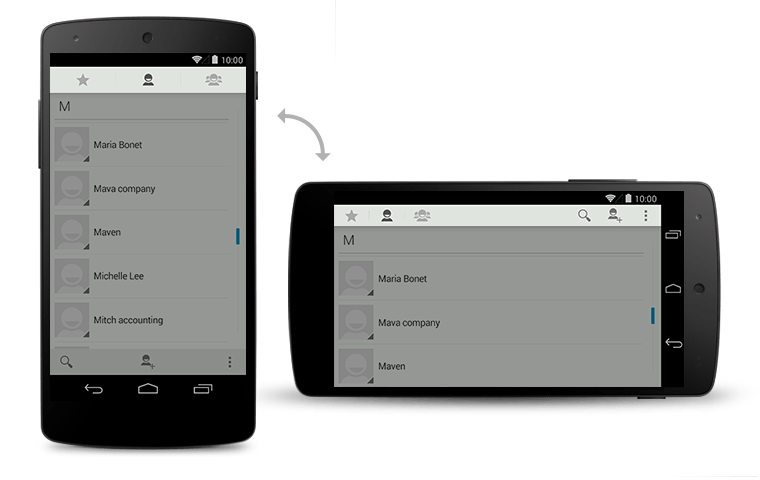 10:00
M
Maria Bonet
Mava company
Maven
Michelle Lee
Mitch accounting
10:00
M
Maria Bonet
Mava company
Maven